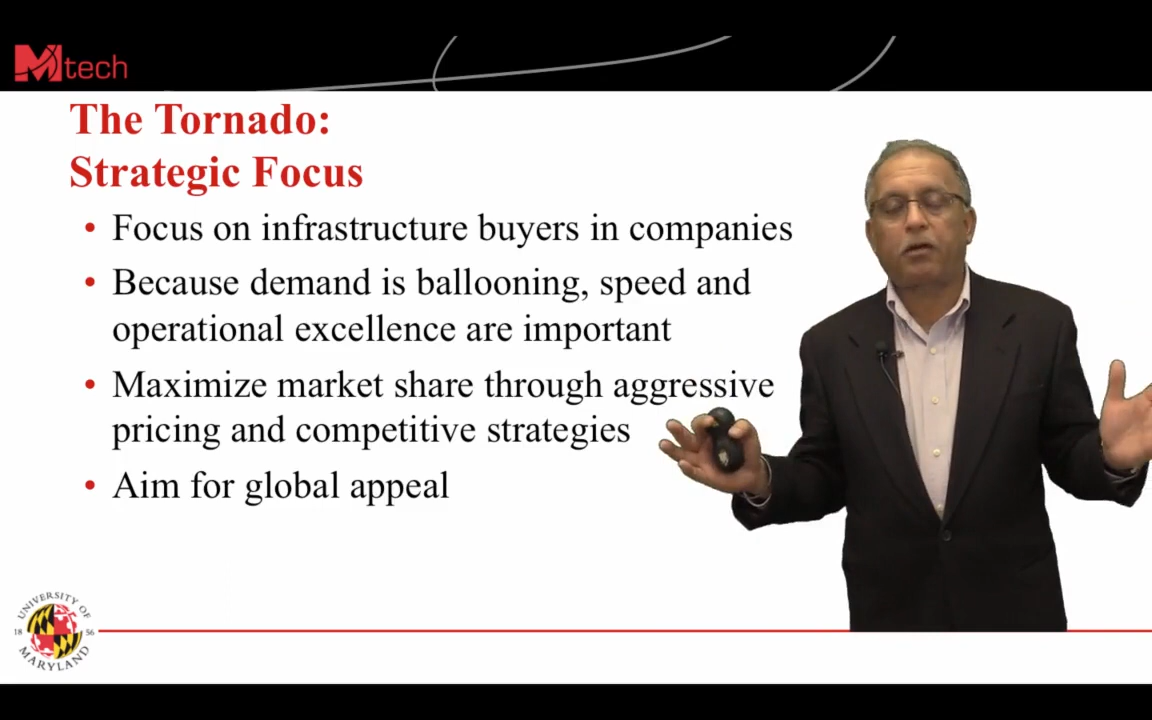 Mtech
The Tornado:
Strategic Focus
• Focus on infrastructure buyers in companies
• Because demand is ballooning, speed and
operational excellence are important
• Maximize market share through aggressive
pricing and competitive strategies
• Aim for global appeal
UNIVERSITY OF
18 56
MARYLAND